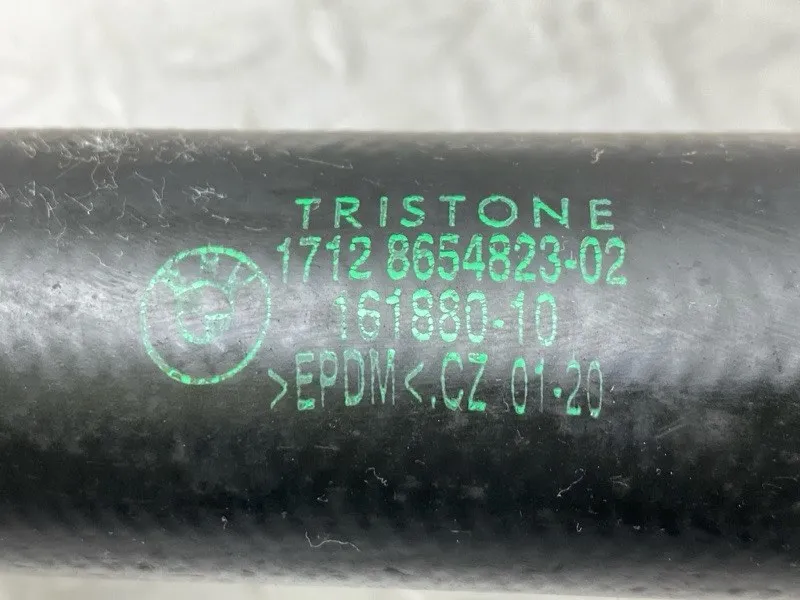 TRISTONE
1712 8654823-02
161880-10
>EPDM<.CZ 01-20